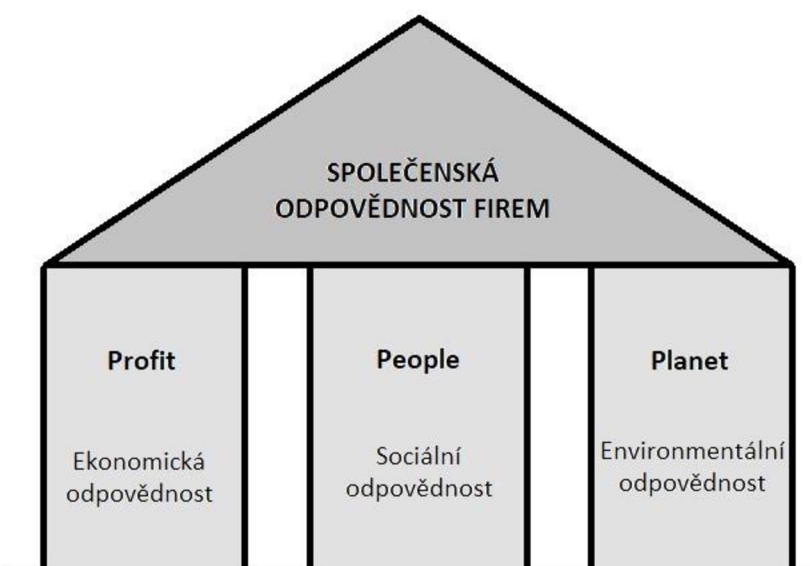 SPOLEČENSKÁ
ODPOVĚDNOST FIREM
Profit
Ekonomická
odpovědnost
People
Sociální
odpovědnost
Planet
Environmentální
odpovědnost